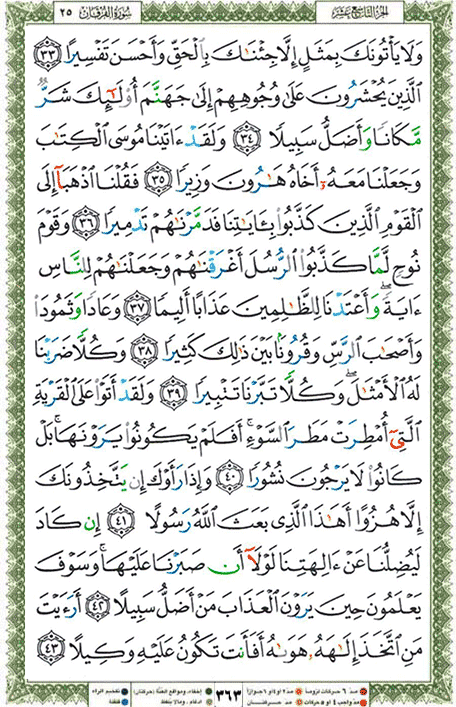 الجزء التاسع عشر سورة الفرقان ٢٥
وَلَا يَأْتُونَكَ بِمَثَلٍ إِلَّا جِئْنَٰكَ بِٱلْحَقِّ وَأَحْسَنَ تَفْسِيرًا ٣٣
ٱلَّذِينَ يُحْشَرُونَ عَلَىٰ وُجُوهِهِمْ إِلَىٰ جَهَنَّمَ أُو۟لَٰٓئِكَ شَرٌّ
مَّكَانًا وَأَضَلُّ سَبِيلًا ٣٤ وَلَقَدْ ءَاتَيْنَا مُوسَى ٱلْكِتَٰبَ
وَجَعَلْنَا مَعَهُۥٓ أَخَاهُ هَٰرُونَ وَزِيرًا ٣٥ فَقُلْنَا ٱذْهَبَآ إِلَى
ٱلْقَوْمِ ٱلَّذِينَ كَذَّبُوا۟ بِـَٔايَٰتِنَا فَدَمَّرْنَٰهُمْ تَدْمِيرًا ٣٦ وَقَوْمَ
نُوحٍ لَّمَّا كَذَّبُوا۟ ٱلرُّسُلَ أَغْرَقْنَٰهُمْ وَجَعَلْنَٰهُمْ لِلنَّاسِ
ءَايَةً ۖ وَأَعْتَدْنَا لِلظَّٰلِمِينَ عَذَابًا أَلِيمًا ٣٧ وَعَادًا وَثَمُودَا۟
وَأَصْحَٰبَ ٱلرَّسِّ وَقُرُونًۢا بَيْنَ ذَٰلِكَ كَثِيرًا ٣٨ وَكُلًّا ضَرَبْنَا
لَهُ ٱلْأَمْثَٰلَ ۖ وَكُلًّا تَبَّرْنَا تَتْبِيرًا ٣٩ وَلَقَدْ أَتَوْا۟ عَلَى ٱلْقَرْيَةِ
ٱلَّتِىٓ أُمْطِرَتْ مَطَرَ ٱلسَّوْءِ ۚ أَفَلَمْ يَكُونُوا۟ يَرَوْنَهَا ۚ بَلْ
كَانُوا۟ لَا يَرْجُونَ نُشُورًا ٤٠ وَإِذَا رَأَوْكَ إِن يَتَّخِذُونَكَ
إِلَّا هُزُوًا أَهَٰذَا ٱلَّذِى بَعَثَ ٱللَّهُ رَسُولًا ٤١ إِن كَادَ
لَيُضِلُّنَا عَنْ ءَالِهَتِنَا لَوْلَآ أَن صَبَرْنَا عَلَيْهَا ۚ وَسَوْفَ
يَعْلَمُونَ حِينَ يَرَوْنَ ٱلْعَذَابَ مَنْ أَضَلُّ سَبِيلًا ٤٢ أَرَءَيْتَ
مَنِ ٱتَّخَذَ إِلَٰهَهُۥ هَوَىٰهُ أَفَأَنتَ تَكُونُ عَلَيْهِ وَكِيلًا ٤٣
مد ٦ حركات لزوما مد ٢ او ٤ او ٦ جوازا إخفاء، ومواقع الغنة (حركتان) تفخيم الراء
مد واجب ٤ او ٥ حركات مد حركتان ٣٦٣ ادغام، وما لا يلفظ قلقلة